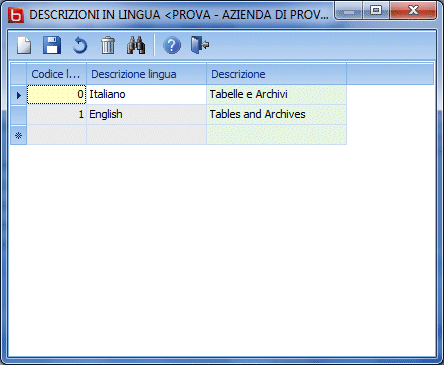 DESCRIZIONI IN LINGUA <PROVA - AZIENDA DI PROV...
Codice l... Descrizione lingua Descrizione
0 Italiano Tabelle e Archivi
1 English Tables and Archives